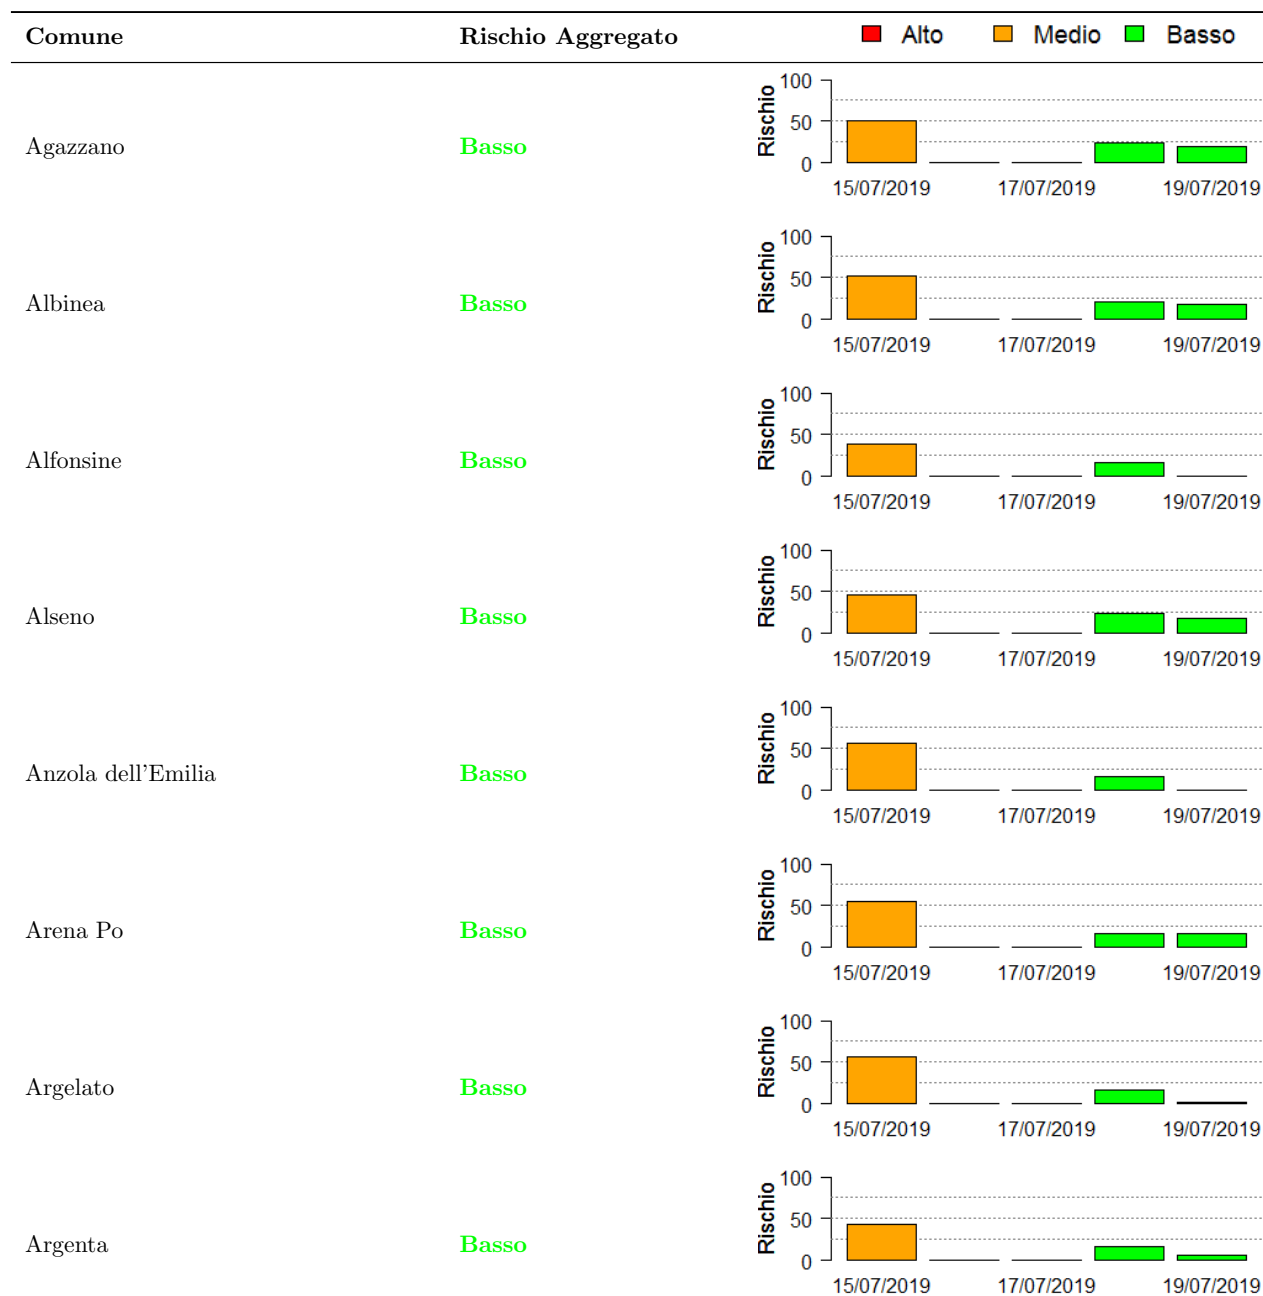 Comune Rischio Aggregato Alto Medio Basso
100
Rischio
50
Agazzano Basso
0
15/07/2019 17/07/2019 19/07/2019
100
Rischio
50
Albinea Basso
0
15/07/2019 17/07/2019 19/07/2019
100
Rischio
50
Alfonsine Basso
0
15/07/2019 17/07/2019 19/07/2019
100
Rischio
50
Alseno Basso
0
15/07/2019 17/07/2019 19/07/2019
100
Rischio
50
Anzola dell'Emilia Basso
0
15/07/2019 17/07/2019 19/07/2019
100
Rischio
50
Arena Po Basso
0
15/07/2019 17/07/2019 19/07/2019
100
Rischio
50
Argelato Basso
0
15/07/2019 17/07/2019 19/07/2019
100
Rischio
50
Argenta Basso
0
15/07/2019 17/07/2019 19/07/2019